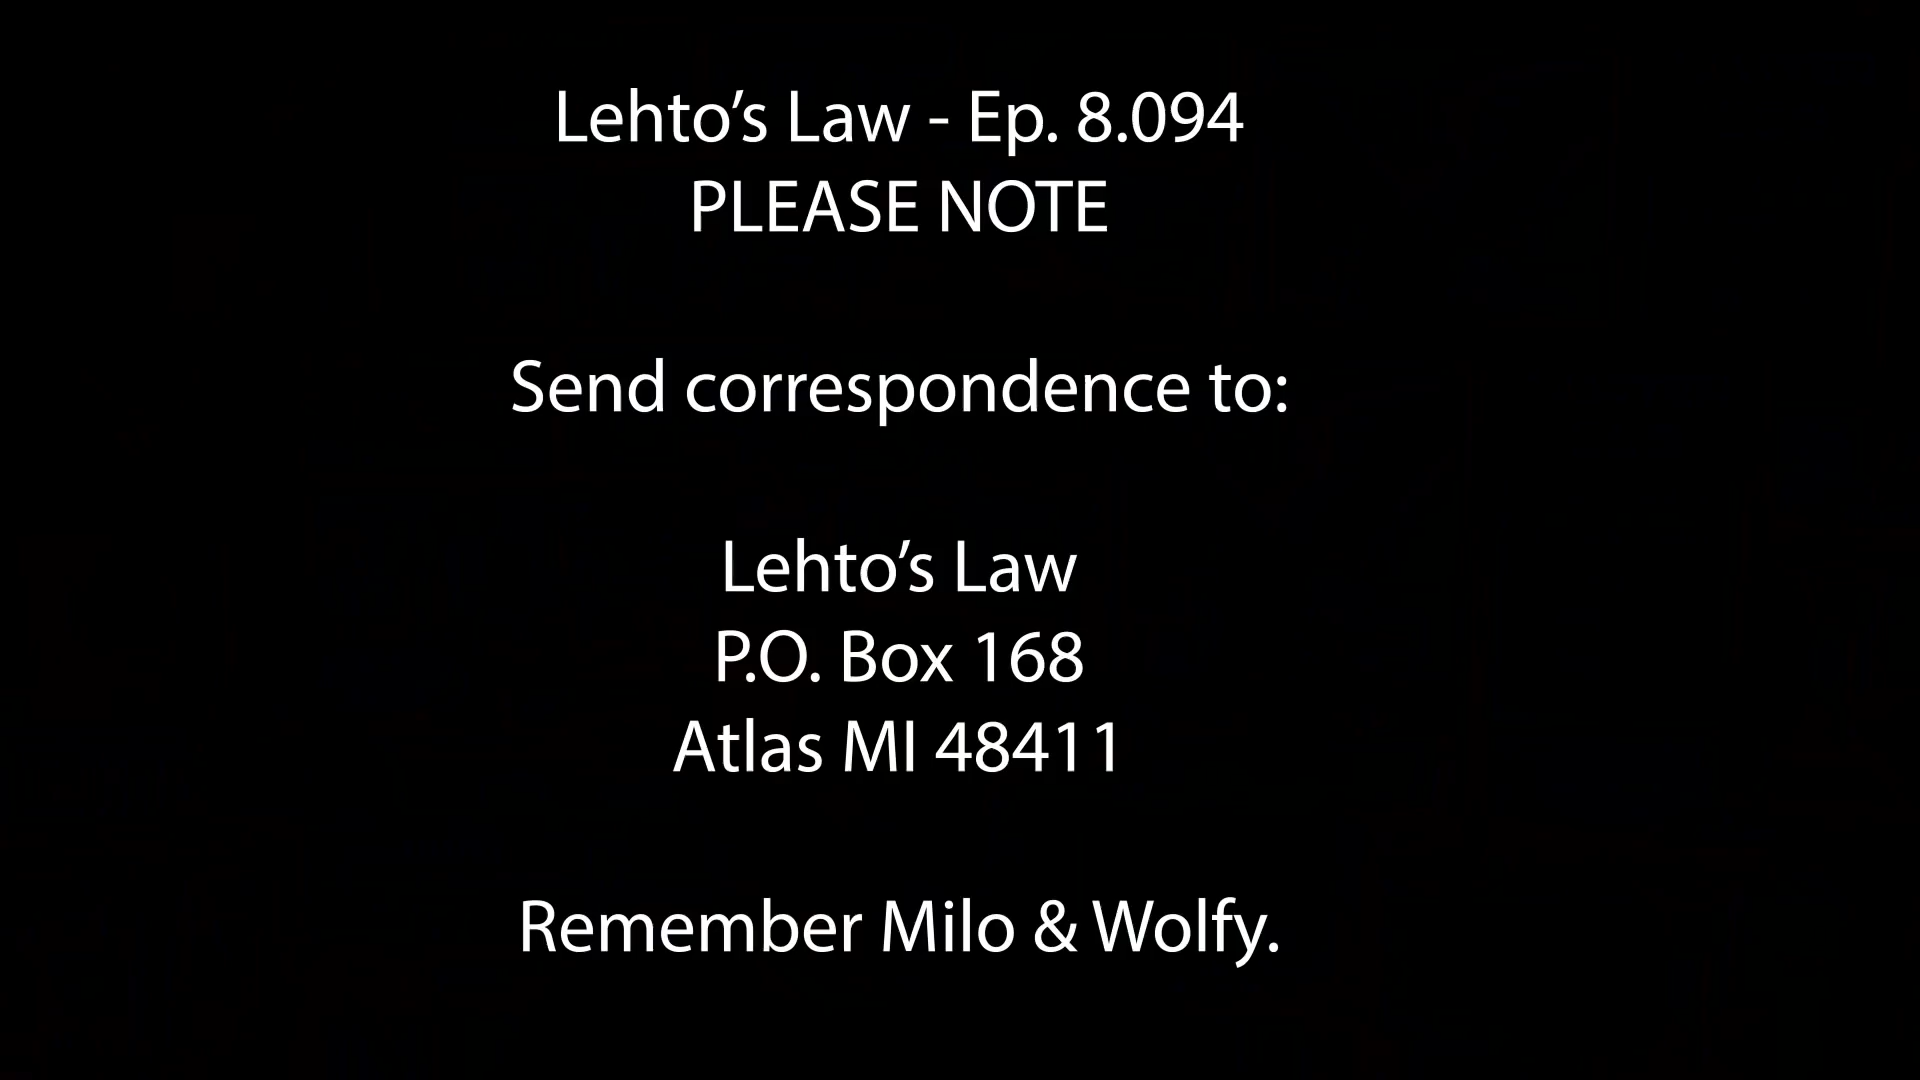 Lehto’s Law - Ep. 8.094
PLEASE NOTE
Send correspondence to:
Lehto’s Law
P.O. Box 168
Atlas MI 48411
Remember Milo & Wolfy.